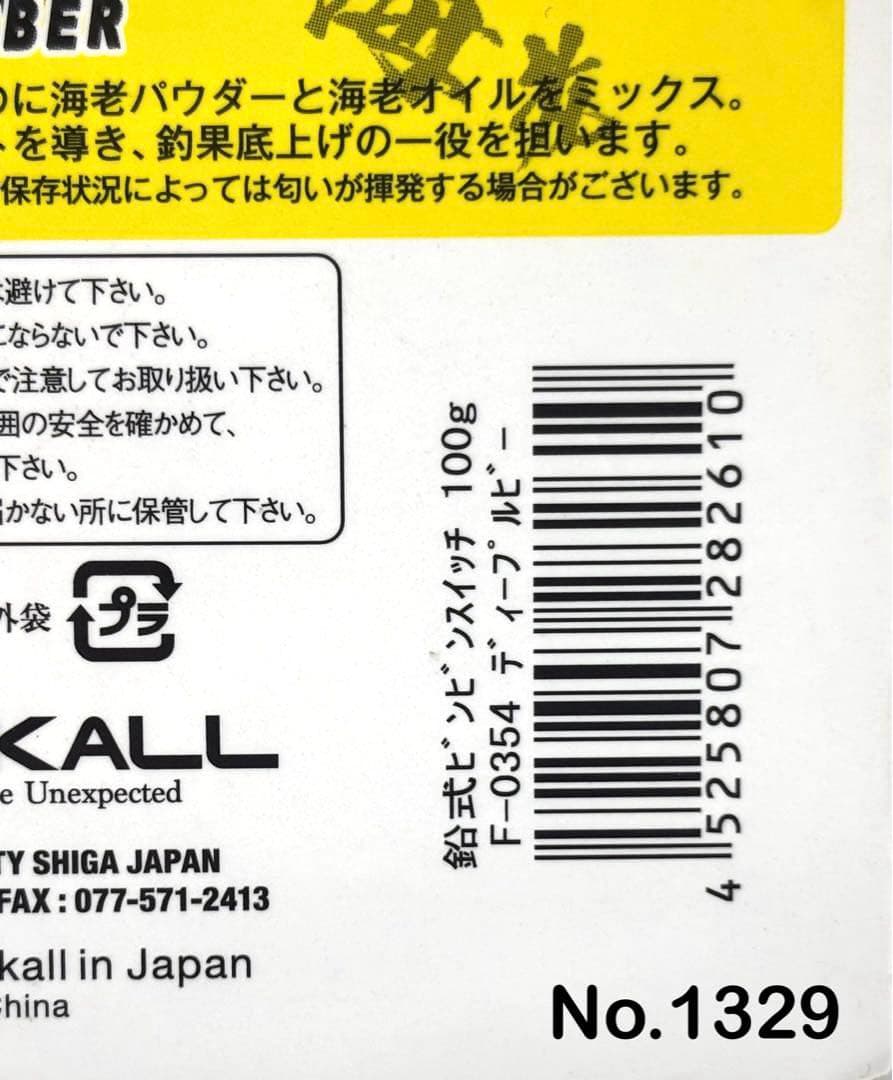 BER
に海老パウダーと海老オイルをミックス。
を導き、釣果底上げの一役を担います。
保存状況によっては匂いが揮発する場合がございます。
避けて下さい。
にならないで下さい。
で注意してお取り扱い下さい。
囲の安全を確かめて、
下さい。
かない所に保管して下さい。
外袋
プラ
KALL
e Unexpected
TY SHIGA JAPAN
FAX : 077-571-2413
kall in Japan
China
鉛式ビンビンスイッチ 100g
F-0354 ディープルビー
4 525807 282610
No.1329